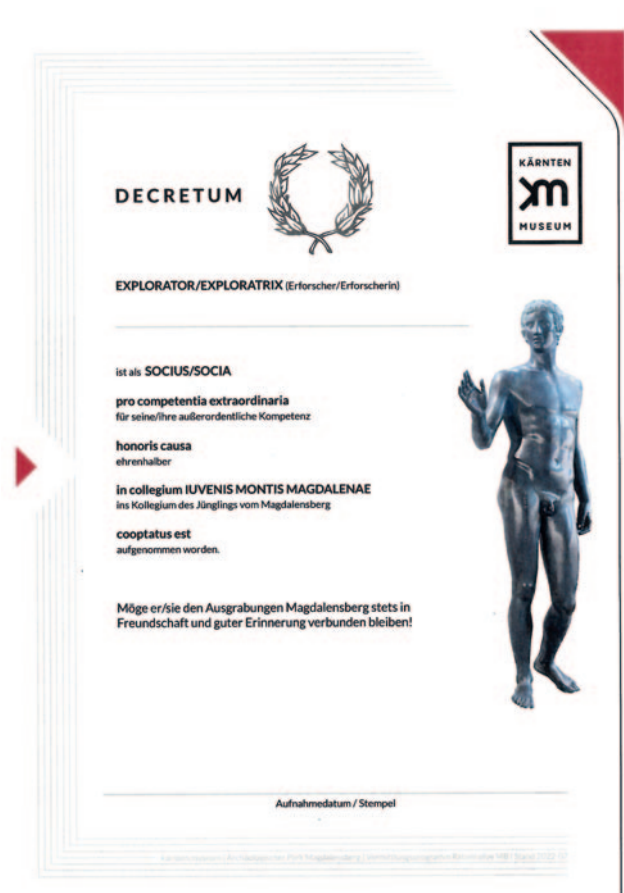 DECRETUM
KÄRNTEN
km
MUSEUM
EXPLORATOR/EXPLORATRIX (Erforscher/Erforscherin)
ist als SOCIUS/SOCIA
pro competentia extraordinaria
für seine/ihre außerordentliche Kompetenz
honoris causa
ehrenhalber
in collegium IUVENIS MONTIS MAGDALENAE
ins Kollegium des Jünglings vom Magdalensberg
cooptatus est
aufgenommen worden.
Möge er/sie den Ausgrabungen Magdalensberg stets in
Freundschaft und guter Erinnerung verbunden bleiben!
Aufnahmedatum / Stempel